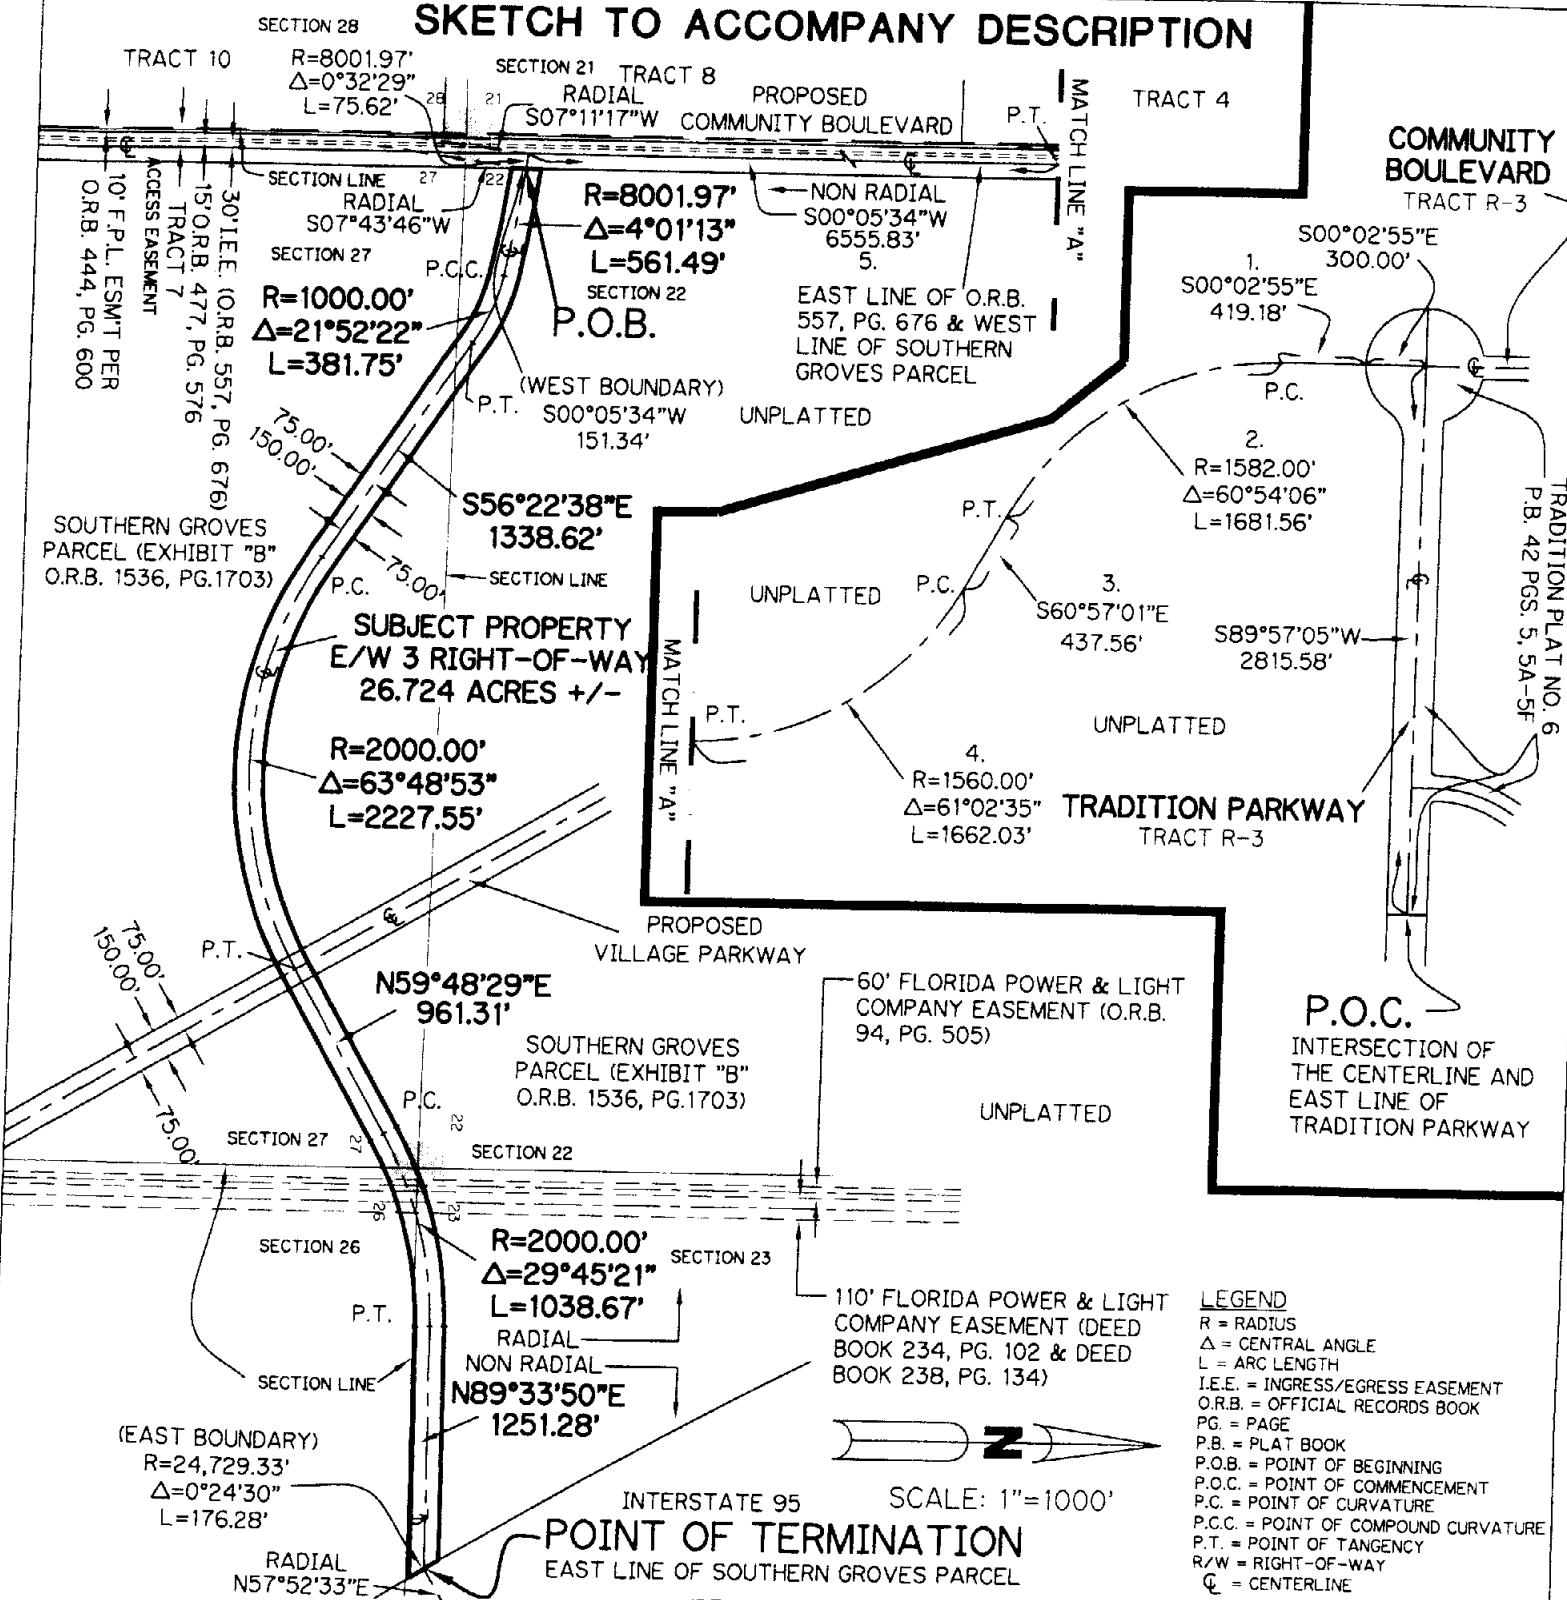 SKETCH TO ACCOMPANY DESCRIPTION
SECTION 28
TRACT 10
R=8001.97'
Δ=0°32'29"
L=75.62'
28
21
SECTION 21
TRACT 8
RADIAL
S07°11'17"W
PROPOSED
COMMUNITY BOULEVARD
P.T.
MATCH LINE "A"
TRACT 4
COMMUNITY
BOULEVARD
TRACT R-3
SECTION LINE
27
22
RADIAL
S07°43'46"W
SECTION 27
10' F.P.L. ESM'T PER
O.R.B. 444, PG. 600
ACCESS EASEMENT
TRACT 7
15'O.R.B. 477, PG. 576
30'I.E.E. (O.R.B. 557, PG. 676)
R=8001.97'
Δ=4°01'13"
L=561.49'
SECTION 22
P.O.B.
P.C.C.
NON RADIAL
S00°05'34"W
6555.83'
5.
EAST LINE OF O.R.B.
557, PG. 676 & WEST
LINE OF SOUTHERN
GROVES PARCEL
1.
S00°02'55"E
419.18'
S00°02'55"E
300.00'
P.C.
R=1000.00'
Δ=21°52'22"
L=381.75'
(WEST BOUNDARY)
S00°05'34"W
151.34'
P.T.
UNPLATTED
75.00'
150.00'
75.00'
S56°22'38"E
1338.62'
SECTION LINE
SOUTHERN GROVES
PARCEL (EXHIBIT "B"
O.R.B. 1536, PG.1703)
P.C.
2.
R=1582.00'
Δ=60°54'06"
L=1681.56'
P.T.
UNPLATTED
P.C.
3.
S60°57'01"E
437.56'
S89°57'05"W
2815.58'
TRADITION PLAT NO. 6
P.B. 42 PGS. 5, 5A-5F
SUBJECT PROPERTY
E/W 3 RIGHT-OF-WAY
26.724 ACRES +/-
MATCH LINE "A"
P.T.
UNPLATTED
R=2000.00'
Δ=63°48'53"
L=2227.55'
4.
R=1560.00'
Δ=61°02'35"
L=1662.03'
TRADITION PARKWAY
TRACT R-3
PROPOSED
VILLAGE PARKWAY
P.T.
75.00'
150.00'
75.00'
N59°48'29"E
961.31'
60' FLORIDA POWER & LIGHT
COMPANY EASEMENT (O.R.B.
94, PG. 505)
P.O.C.
INTERSECTION OF
THE CENTERLINE AND
EAST LINE OF
TRADITION PARKWAY
SOUTHERN GROVES
PARCEL (EXHIBIT "B"
O.R.B. 1536, PG.1703)
UNPLATTED
P.C.
22
27
SECTION 27
SECTION 22
26
23
SECTION 26
R=2000.00'
Δ=29°45'21"
L=1038.67'
SECTION 23
P.T.
RADIAL
NON RADIAL
N89°33'50"E
1251.28'
SECTION LINE
110' FLORIDA POWER & LIGHT
COMPANY EASEMENT (DEED
BOOK 234, PG. 102 & DEED
BOOK 238, PG. 134)
(EAST BOUNDARY)
R=24,729.33'
Δ=0°24'30"
L=176.28'
RADIAL
N57°52'33"E
N
SCALE: 1"=1000'
INTERSTATE 95
POINT OF TERMINATION
EAST LINE OF SOUTHERN GROVES PARCEL
LEGEND
R = RADIUS
Δ = CENTRAL ANGLE
L = ARC LENGTH
I.E.E. = INGRESS/EGRESS EASEMENT
O.R.B. = OFFICIAL RECORDS BOOK
PG. = PAGE
P.B. = PLAT BOOK
P.O.B. = POINT OF BEGINNING
P.O.C. = POINT OF COMMENCEMENT
P.C. = POINT OF CURVATURE
P.C.C. = POINT OF COMPOUND CURVATURE
P.T. = POINT OF TANGENCY
R/W = RIGHT-OF-WAY
℄ = CENTERLINE